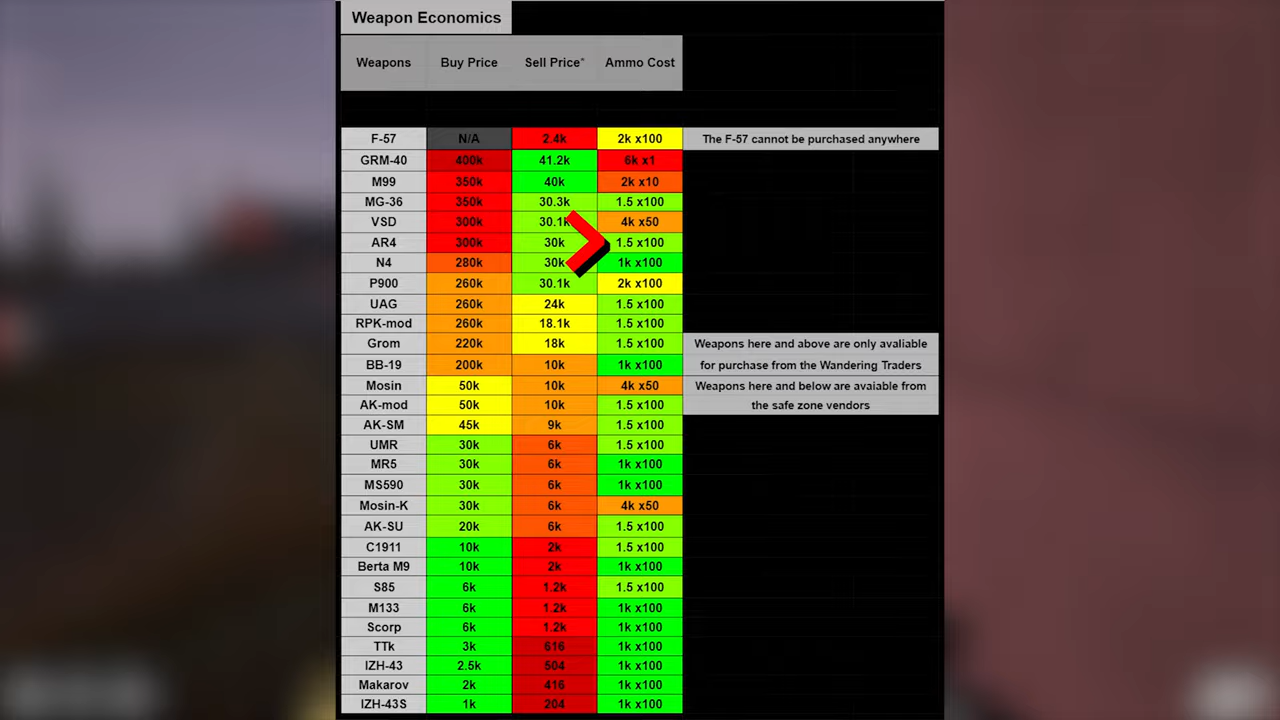 Weapon Economics
Weapons Buy Price Sell Price* Ammo Cost
F-57 N/A 2.4k 2k x100 The F-57 cannot be purchased anywhere
GRM-40 400k 41.2k 6k x1
M99 350k 40k 2k x10
MG-36 350k 30.3k 1.5 x100
VSD 300k 30.1k 4k x50
AR4 300k 30k 1.5 x100
N4 280k 30k 1k x100
P900 260k 30.1k 2k x100
UAG 260k 24k 1.5 x100
RPK-mod 260k 18.1k 1.5 x100
Grom 220k 18k 1.5 x100 Weapons here and above are only avaliable
BB-19 200k 10k 1k x100 for purchase from the Wandering Traders
Mosin 50k 10k 4k x50 Weapons here and below are avaiable from
AK-mod 50k 10k 1.5 x100 the safe zone vendors
AK-SM 45k 9k 1.5 x100
UMR 30k 6k 1.5 x100
MR5 30k 6k 1k x100
MS590 30k 6k 1k x100
Mosin-K 30k 6k 4k x50
AK-SU 20k 6k 1.5 x100
C1911 10k 2k 1.5 x100
Berta M9 10k 2k 1k x100
S85 6k 1.2k 1.5 x100
M133 6k 1.2k 1k x100
Scorp 6k 1.2k 1k x100
TTk 3k 616 1k x100
IZH-43 2.5k 504 1k x100
Makarov 2k 416 1k x100
IZH-43S 1k 204 1k x100